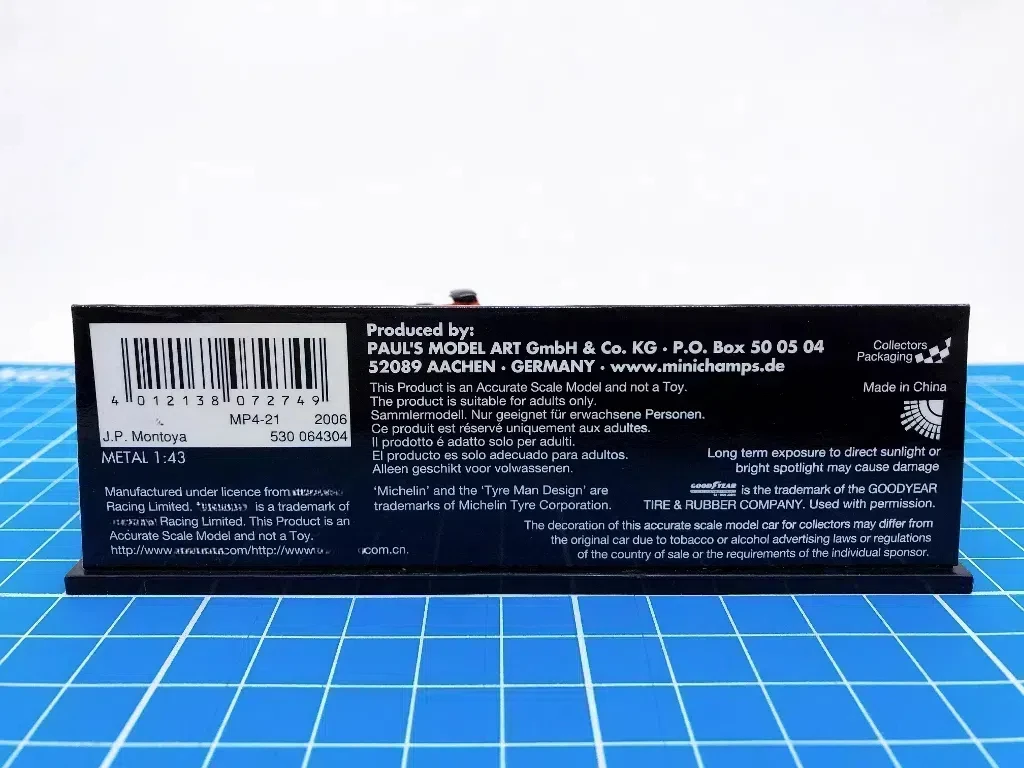 4 012138 072749
MP4-21 2006
J.P. Montoya 530 064304
METAL 1:43
Manufactured under licence from
Racing Limited. is a trademark of
Racing Limited. This Product is an
Accurate Scale Model and not a Toy.
http://www. .com/http://www. .com.cn.
Produced by:
PAUL'S MODEL ART GmbH & Co. KG · P.O. Box 50 05 04
52089 AACHEN · GERMANY · www.minichamps.de
This Product is an Accurate Scale Model and not a Toy.
The product is suitable for adults only.
Sammlermodell. Nur geeignet für erwachsene Personen.
Ce produit est réservé uniquement aux adultes.
Il prodotto é adatto solo per adulti.
El producto es solo adecuado para adultos.
Alleen geschikt voor volwassenen.
'Michelin' and the 'Tyre Man Design' are
trademarks of Michelin Tyre Corporation.
Collectors
Packaging
Made in China
Long term exposure to direct sunlight or
bright spotlight may cause damage
GOODYEAR is the trademark of the GOODYEAR
TIRE & RUBBER COMPANY. Used with permission.
The decoration of this accurate scale model car for collectors may differ from
the original car due to tobacco or alcohol advertising laws or regulations
of the country of sale or the requirements of the individual sponsor.